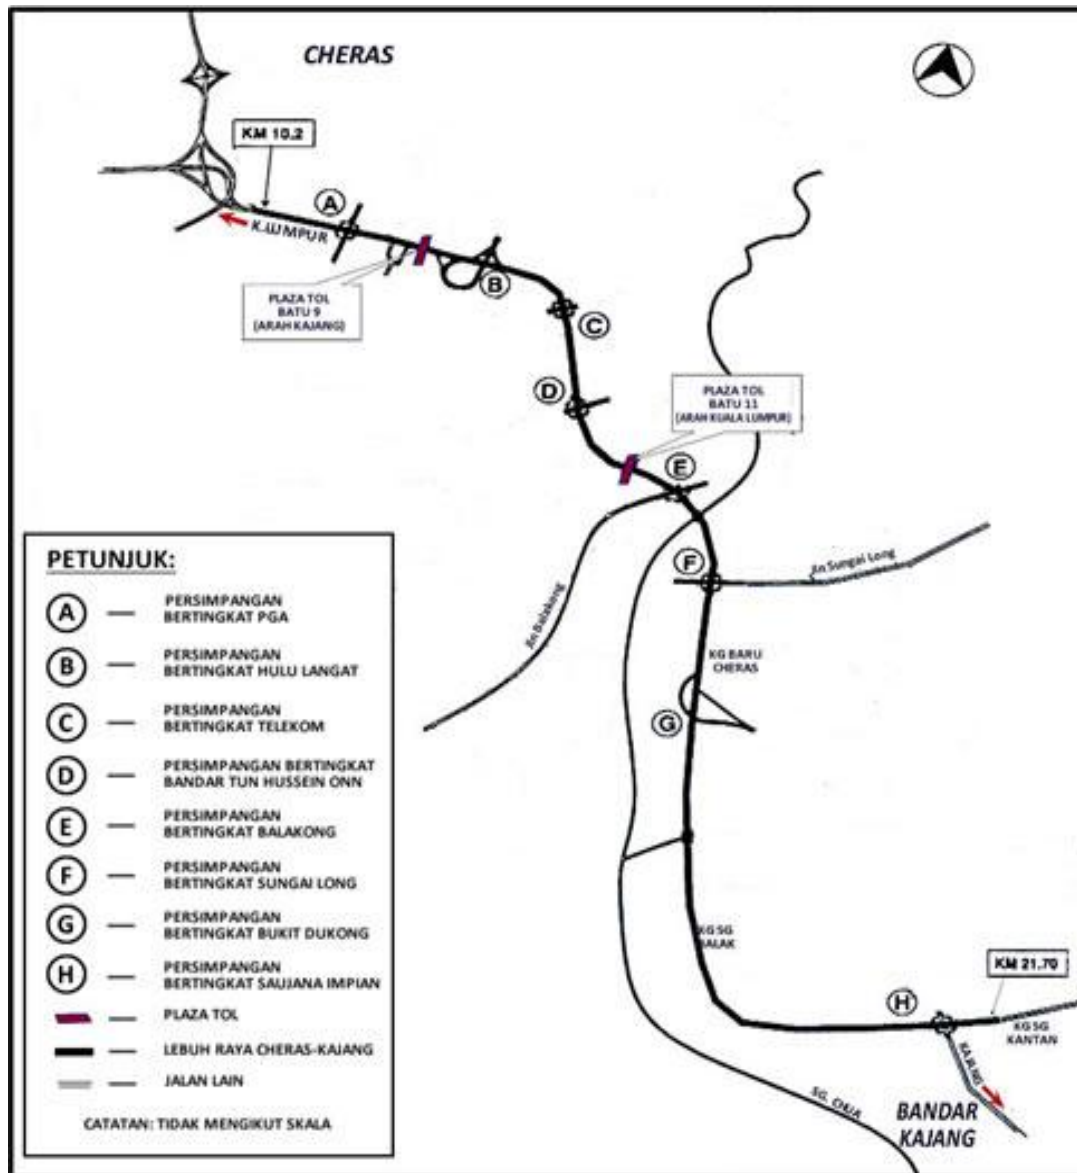 CHERAS
KM 10.2
A
K.LUMPUR
B
PLAZA TOL
BATU 9
(ARAH KAJANG)
C
D
PLAZA TOL
BATU 11
(ARAH KUALA LUMPUR)
E
F
Jln Sungai Long
Jln Balakong
KG BARU
CHERAS
G
KG SG
BALAK
KM 21.70
H
KG SG
KANTAN
KAJANG
SG. CHUA
BANDAR
KAJANG
PETUNJUK:
A — PERSIMPANGAN
BERTINGKAT PGA
B — PERSIMPANGAN
BERTINGKAT HULU LANGAT
C — PERSIMPANGAN
BERTINGKAT TELEKOM
D — PERSIMPANGAN BERTINGKAT
BANDAR TUN HUSSEIN ONN
E — PERSIMPANGAN
BERTINGKAT BALAKONG
F — PERSIMPANGAN
BERTINGKAT SUNGAI LONG
G — PERSIMPANGAN
BERTINGKAT BUKIT DUKONG
H — PERSIMPANGAN
BERTINGKAT SAUJANA IMPIAN
— PLAZA TOL
— LEBUH RAYA CHERAS-KAJANG
— JALAN LAIN
CATATAN: TIDAK MENGIKUT SKALA